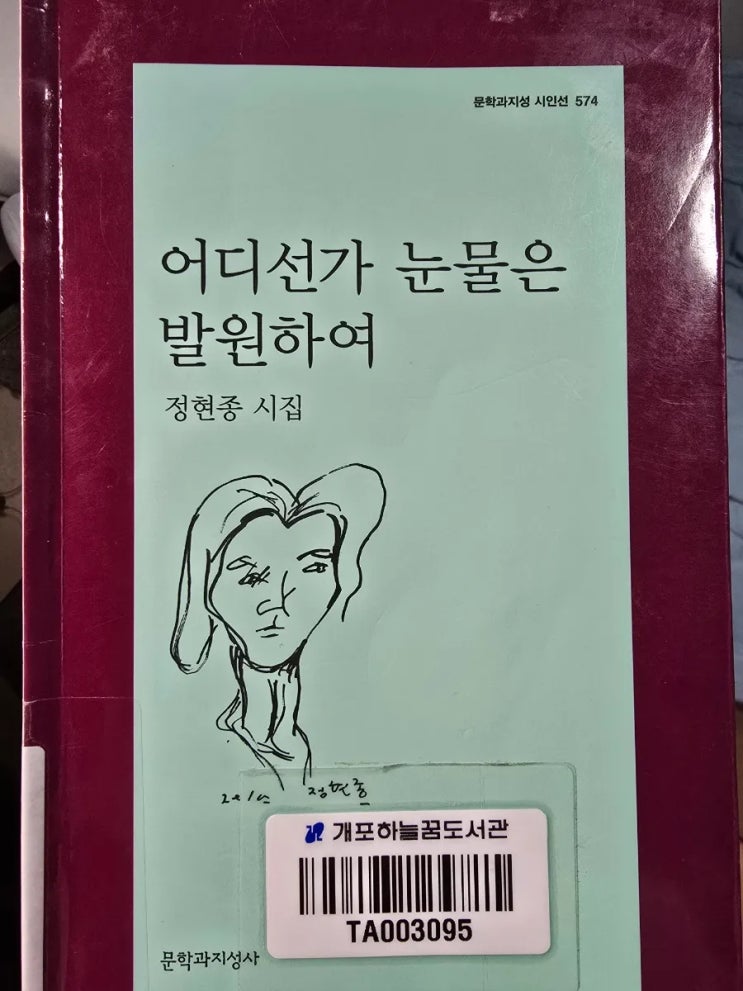 문학과지성 시인선 574
어디선가 눈물은
발원하여
정현종 시집
정현종
개포하늘꿈도서관
TA003095
문학과지성사